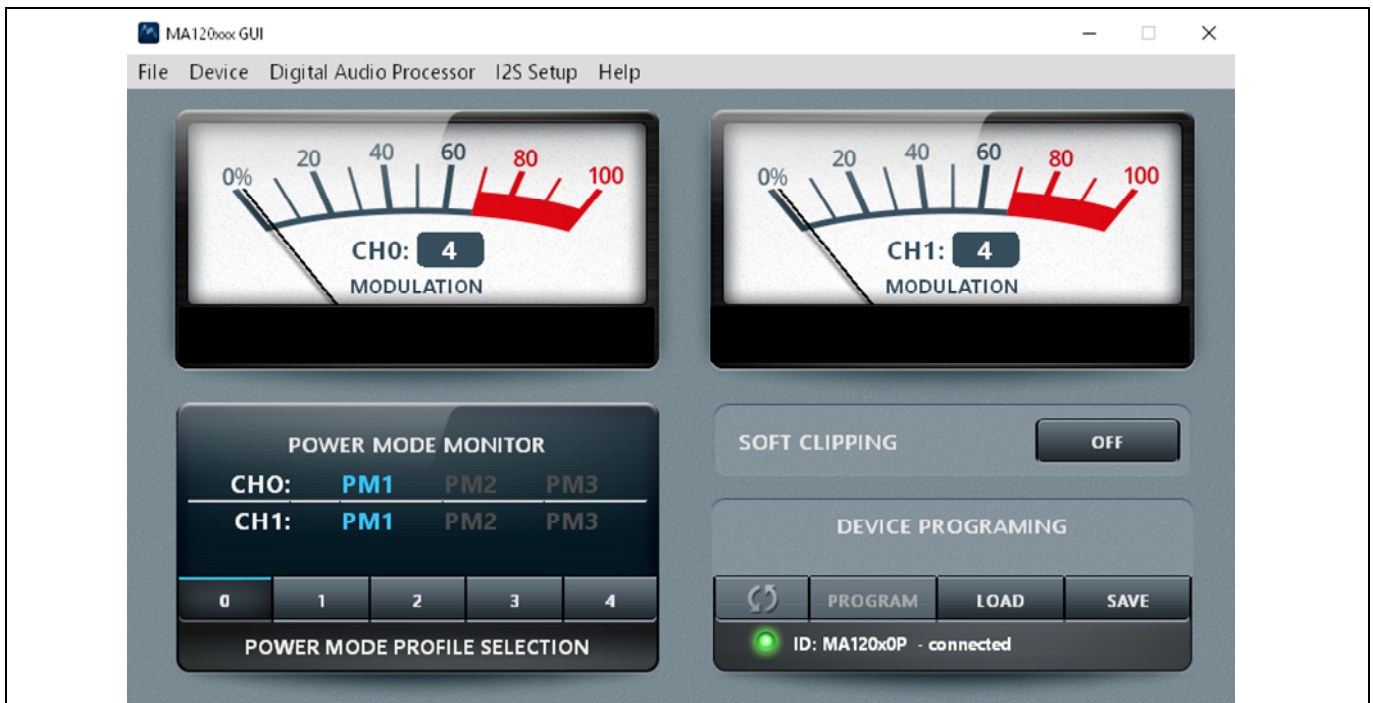 MA120xxx GUI
File Device Digital Audio Processor I2S Setup Help
0% 20 40 60 80 100
CH0: 4
MODULATION
0% 20 40 60 80 100
CH1: 4
MODULATION
POWER MODE MONITOR
CH0: PM1 PM2 PM3
CH1: PM1 PM2 PM3
0 1 2 3 4
POWER MODE PROFILE SELECTION
SOFT CLIPPING OFF
DEVICE PROGRAMING
PROGRAM LOAD SAVE
ID: MA120x0P - connected